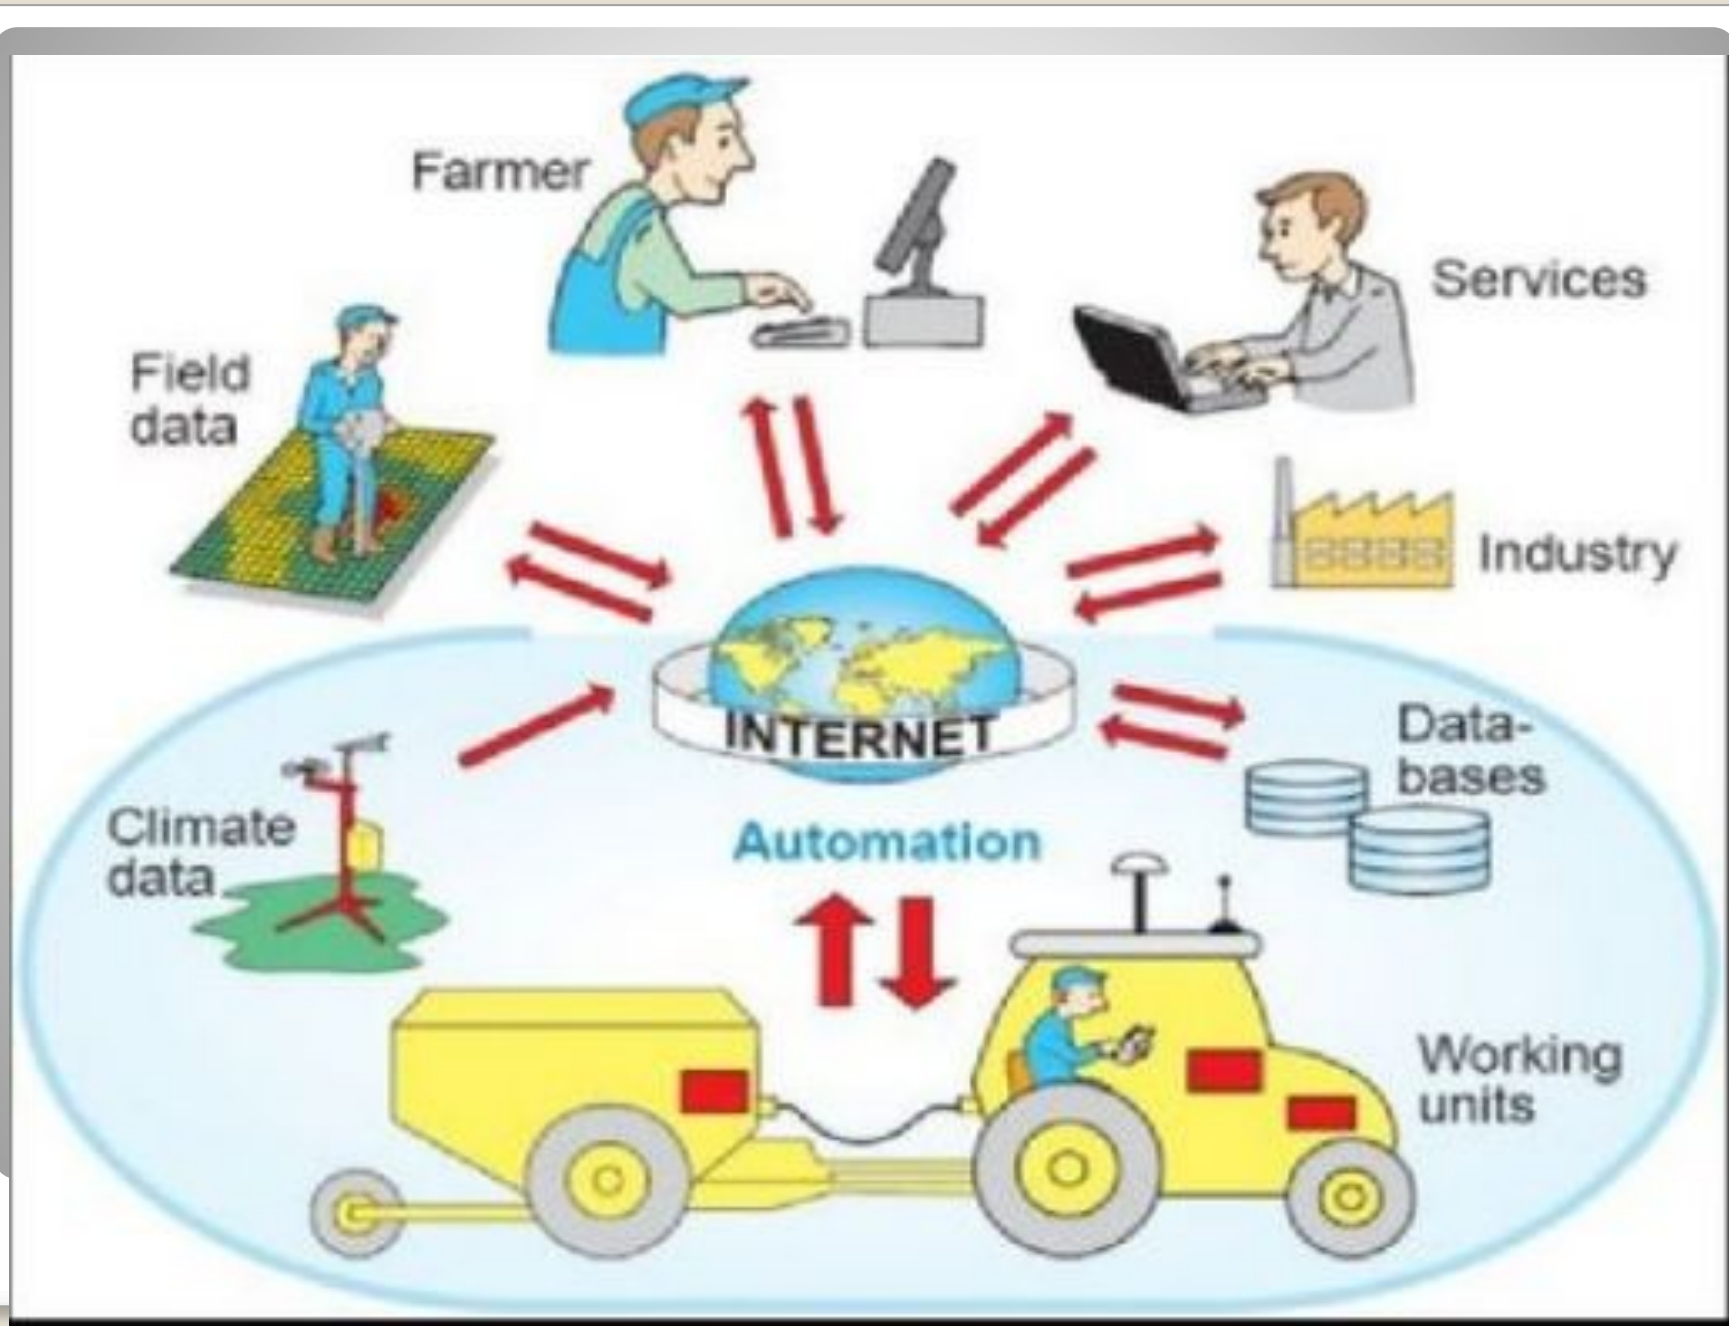 Farmer
Services
Field
data
Industry
INTERNET
Data-
bases
Climate
data
Automation
Working
units